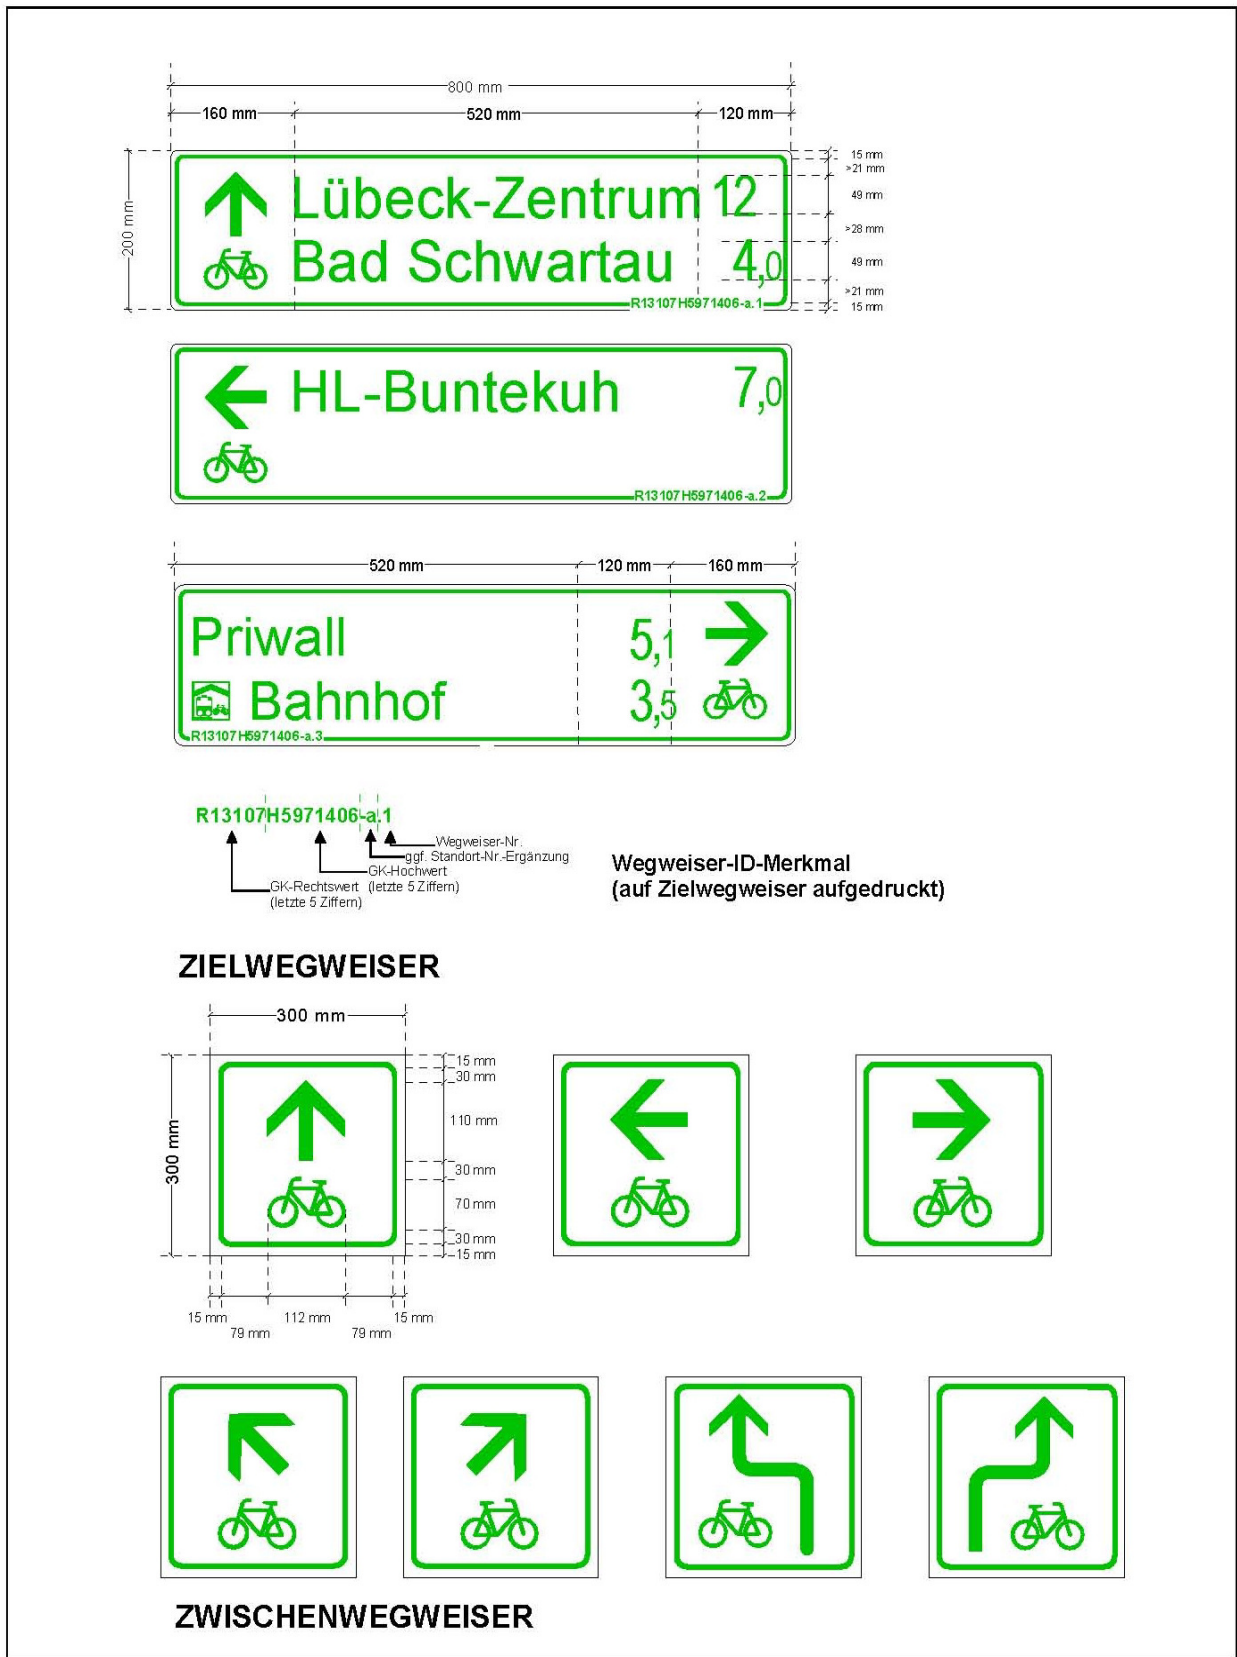 800 mm
160 mm 520 mm 120 mm
200 mm
Lübeck-Zentrum 12
Bad Schwartau 4,0
R13107H5971406-a.1
15 mm
>21 mm
49 mm
>28 mm
49 mm
>21 mm
15 mm
HL-Buntekuh 7,0
R13107H5971406-a.2
520 mm 120 mm 160 mm
Priwall 5,1
Bahnhof 3,5
R13107H5971406-a.3
R13107H5971406-a.1
Wegweiser-Nr.
ggf. Standort-Nr.-Ergänzung
GK-Hochwert
(letzte 5 Ziffern)
GK-Rechtswert
(letzte 5 Ziffern)
Wegweiser-ID-Merkmal
(auf Zielwegweiser aufgedruckt)
ZIELWEGWEISER
300 mm
300 mm
15 mm
30 mm
110 mm
30 mm
70 mm
30 mm
15 mm
15 mm 112 mm 15 mm
79 mm 79 mm
ZWISCHENWEGWEISER